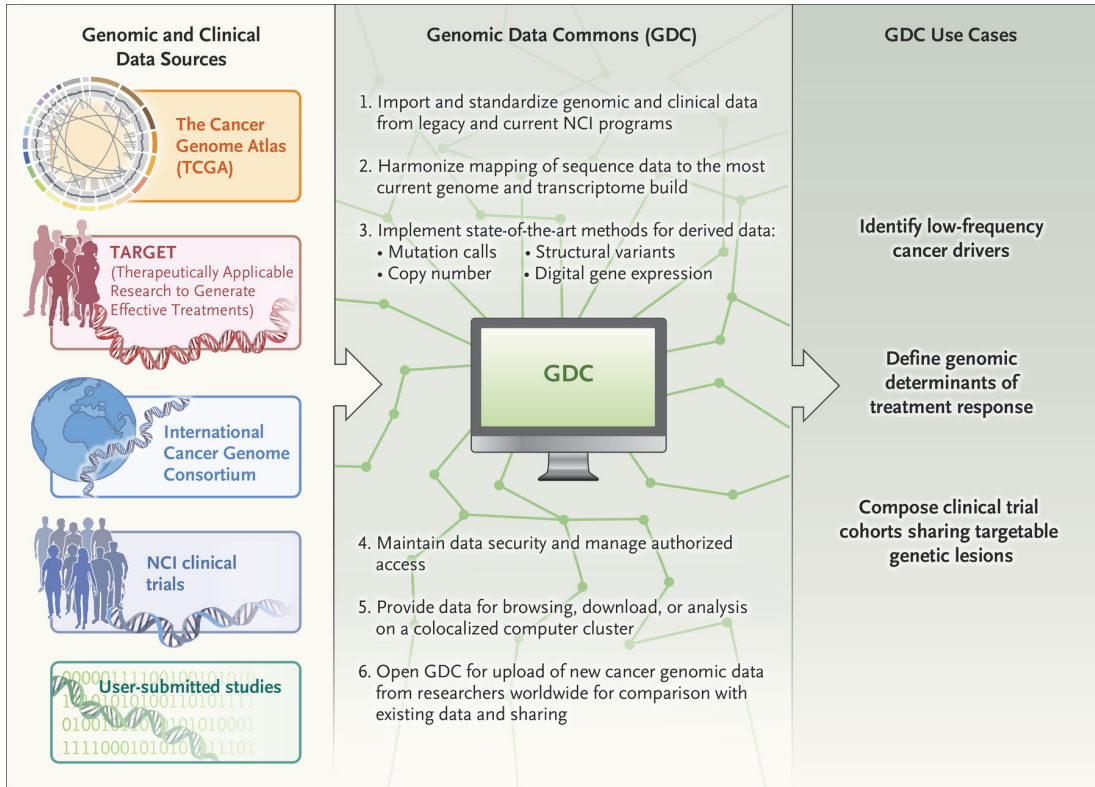 Genomic and Clinical
Data Sources
The Cancer
Genome Atlas
(TCGA)
TARGET
(Therapeutically Applicable
Research to Generate
Effective Treatments)
International
Cancer Genome
Consortium
NCI clinical
trials
User-submitted studies
Genomic Data Commons (GDC)
1. Import and standardize genomic and clinical data
from legacy and current NCI programs
2. Harmonize mapping of sequence data to the most
current genome and transcriptome build
3. Implement state-of-the-art methods for derived data:
• Mutation calls • Structural variants
• Copy number • Digital gene expression
GDC
4. Maintain data security and manage authorized
access
5. Provide data for browsing, download, or analysis
on a colocalized computer cluster
6. Open GDC for upload of new cancer genomic data
from researchers worldwide for comparison with
existing data and sharing
GDC Use Cases
Identify low-frequency
cancer drivers
Define genomic
determinants of
treatment response
Compose clinical trial
cohorts sharing targetable
genetic lesions